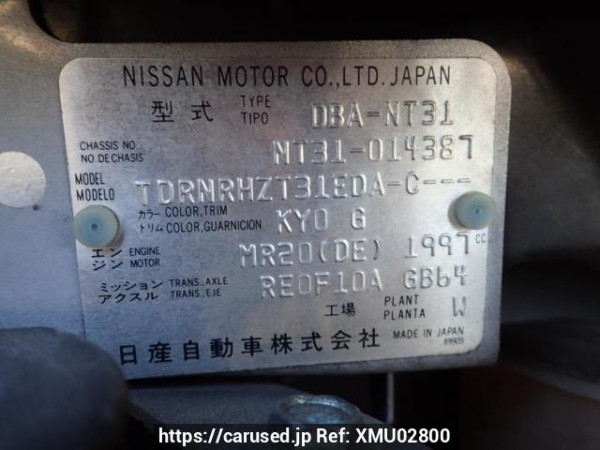 NISSAN MOTOR CO.,LTD.JAPAN
型式 TYPE TIPO DBA-NT31
CHASSIS NO. NO.DE CHASIS NT31-014387
MODEL MODELO TDRNRHZT31EDA-C---
カラー COLOR,TRIM トリム COLOR,GUARNICION KY0 G
エンジン ENGINE MOTOR MR20(DE) 1997 CC
ミッション アクスル TRANS.,AXLE TRANS.,EJE RE0F10A GB64
工場 PLANT PLANTA W
日産自動車株式会社 MADE IN JAPAN
https://carused.jp Ref: XMU02800